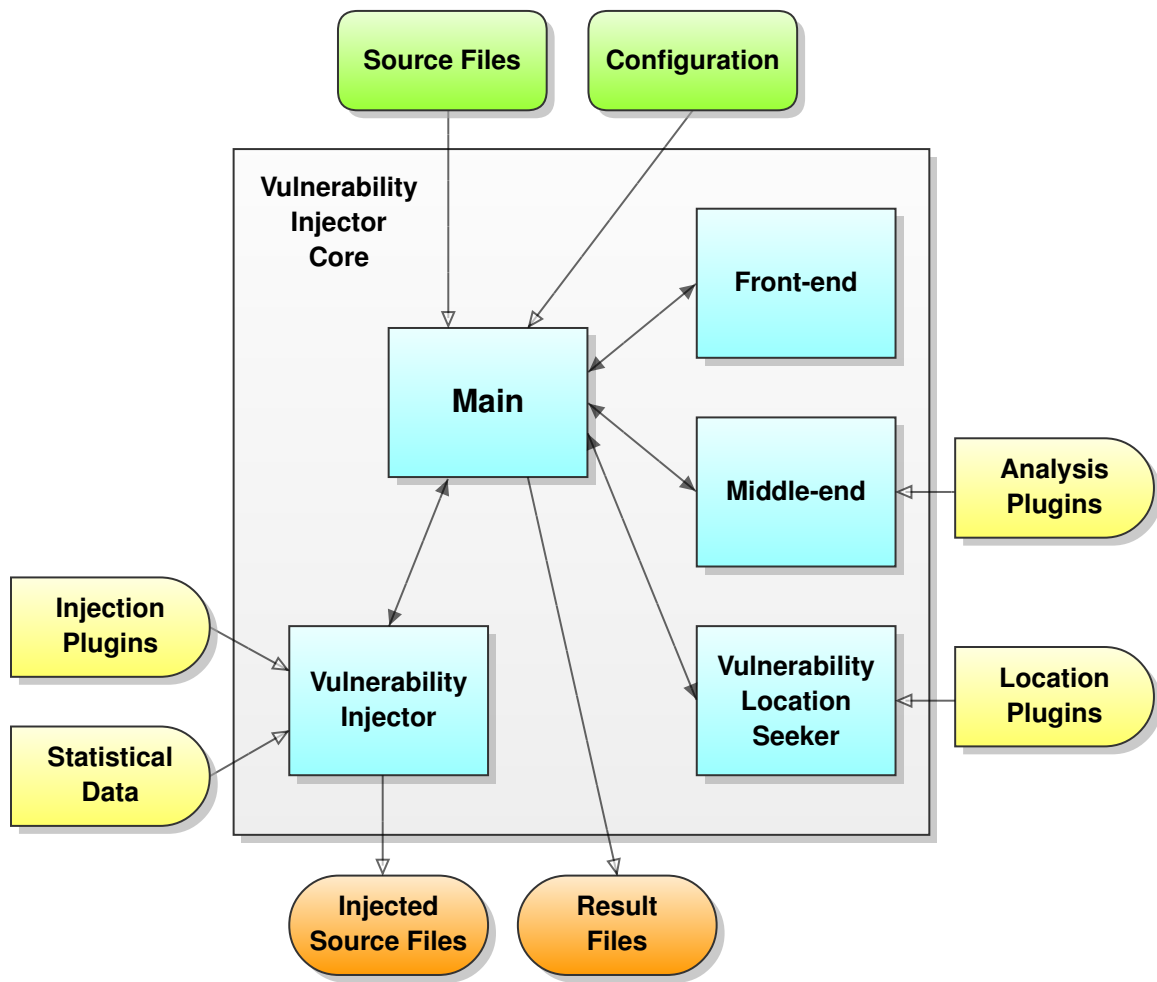 Source Files
Configuration
Vulnerability
Injector
Core
Front-end
Main
Middle-end
Analysis
Plugins
Injection
Plugins
Vulnerability
Injector
Vulnerability
Location
Seeker
Location
Plugins
Statistical
Data
Injected
Source Files
Result
Files